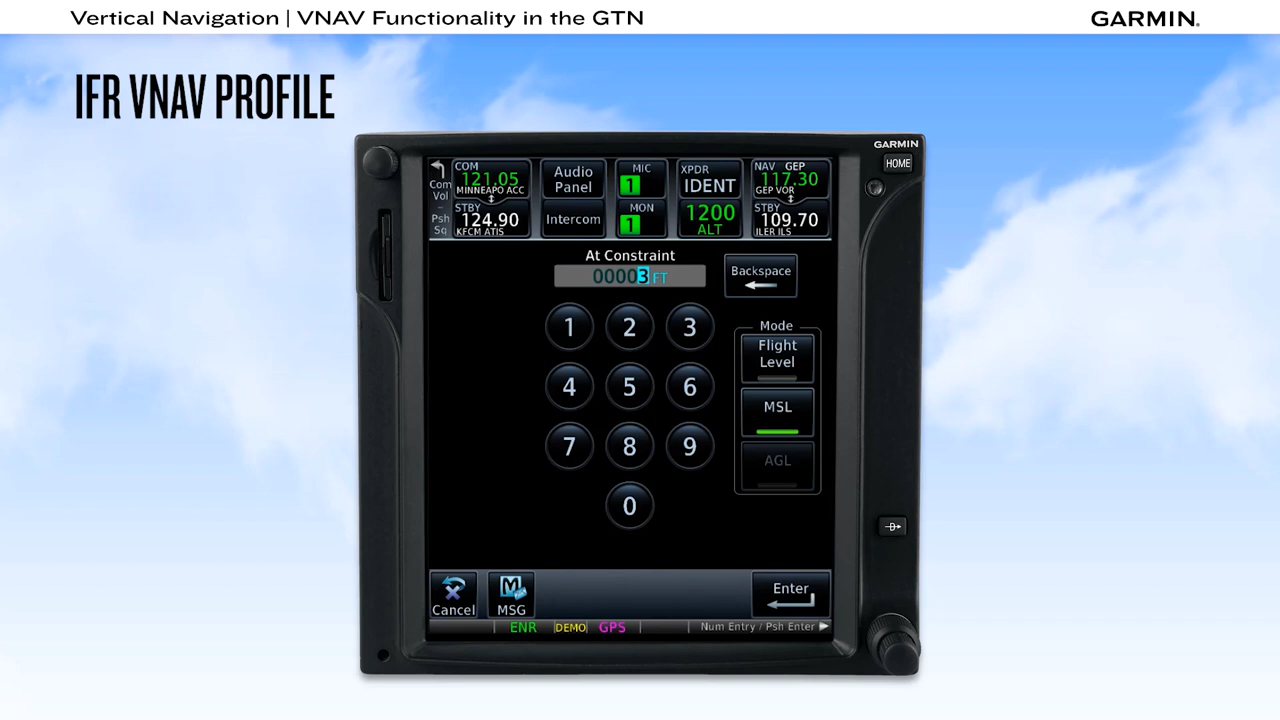 Vertical Navigation | VNAV Functionality in the GTN
GARMIN.
IFR VNAV PROFILE
GARMIN
HOME
Com
Vol
-
Psh
Sq
COM
121.05
MINNEAPO ACC
STBY
124.90
KFCM ATIS
Audio
Panel
Intercom
MIC
1
MON
1
XPDR
IDENT
1200
ALT
NAV GEP
117.30
GEP VOR
STBY
109.70
ILER ILS
At Constraint
00003FT
Backspace
1 2 3
4 5 6
7 8 9
0
Mode
Flight
Level
MSL
AGL
D
Cancel
M
MSG
Enter
ENR DEMO GPS Num Entry / Psh Enter